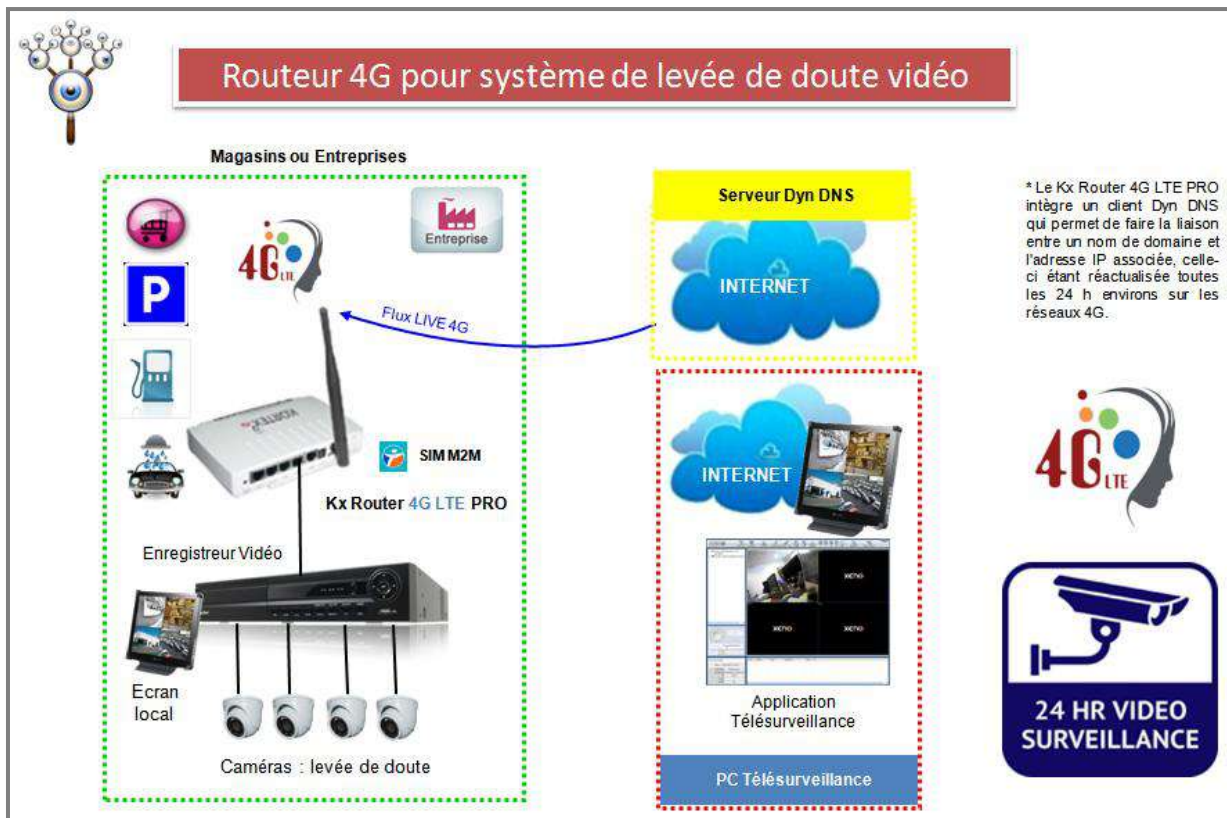 Routeur 4G pour système de levée de doute vidéo
Magasins ou Entreprises
Entreprise
4G LTE
P
Flux LIVE 4G
KORTEX
SIM M2M
Kx Router 4G LTE PRO
Enregistreur Vidéo
Ecran
local
Caméras : levée de doute
Serveur Dyn DNS
INTERNET
INTERNET
XENO
XENO
XENO
Application
Télésurveillance
PC Télésurveillance
* Le Kx Router 4G LTE PRO
intègre un client Dyn DNS
qui permet de faire la liaison
entre un nom de domaine et
l'adresse IP associée, celle-
ci étant réactualisée toutes
les 24 h environs sur les
réseaux 4G.
4G LTE
24 HR VIDEO
SURVEILLANCE